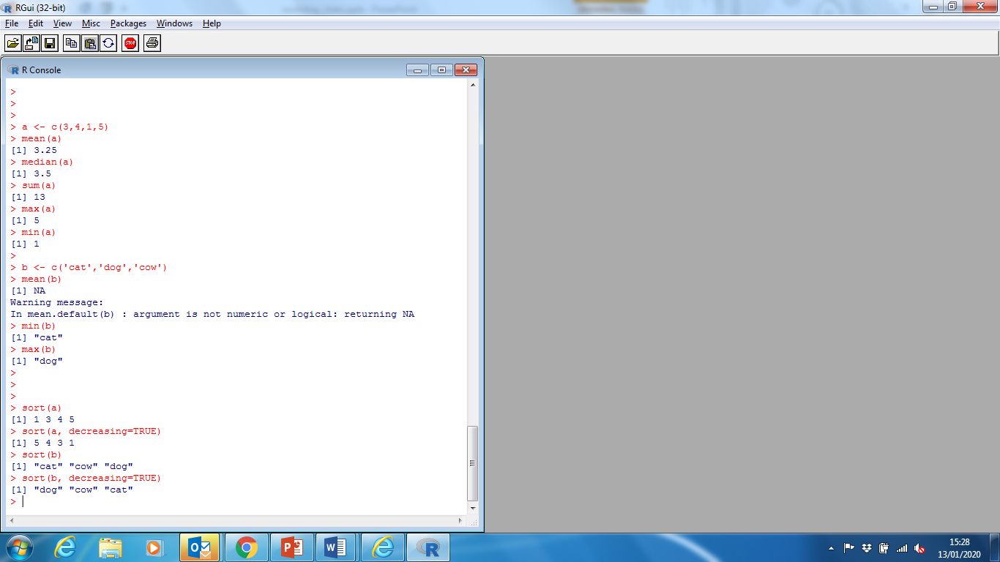 RGui (32-bit)
File Edit View Misc Packages Windows Help
STOP
R Console
>
>
>
> a <- c(3,4,1,5)
> mean(a)
[1] 3.25
> median(a)
[1] 3.5
> sum(a)
[1] 13
> max(a)
[1] 5
> min(a)
[1] 1
>
> b <- c('cat','dog','cow')
> mean(b)
[1] NA
Warning message:
In mean.default(b) : argument is not numeric or logical: returning NA
> min(b)
[1] "cat"
> max(b)
[1] "dog"
>
>
>
> sort(a)
[1] 1 3 4 5
> sort(a, decreasing=TRUE)
[1] 5 4 3 1
> sort(b)
[1] "cat" "cow" "dog"
> sort(b, decreasing=TRUE)
[1] "dog" "cow" "cat"
>
15:28
13/01/2020